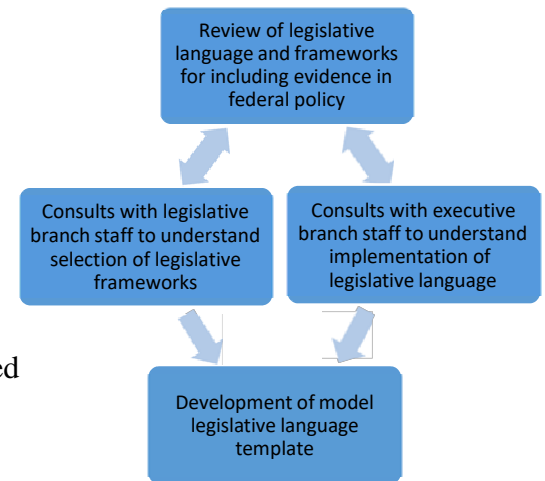 Review of legislative
language and frameworks
for including evidence in
federal policy
Consults with legislative
branch staff to understand
selection of legislative
frameworks
Consults with executive
branch staff to understand
implementation of
legislative language
ed
Development of model
legislative language
template